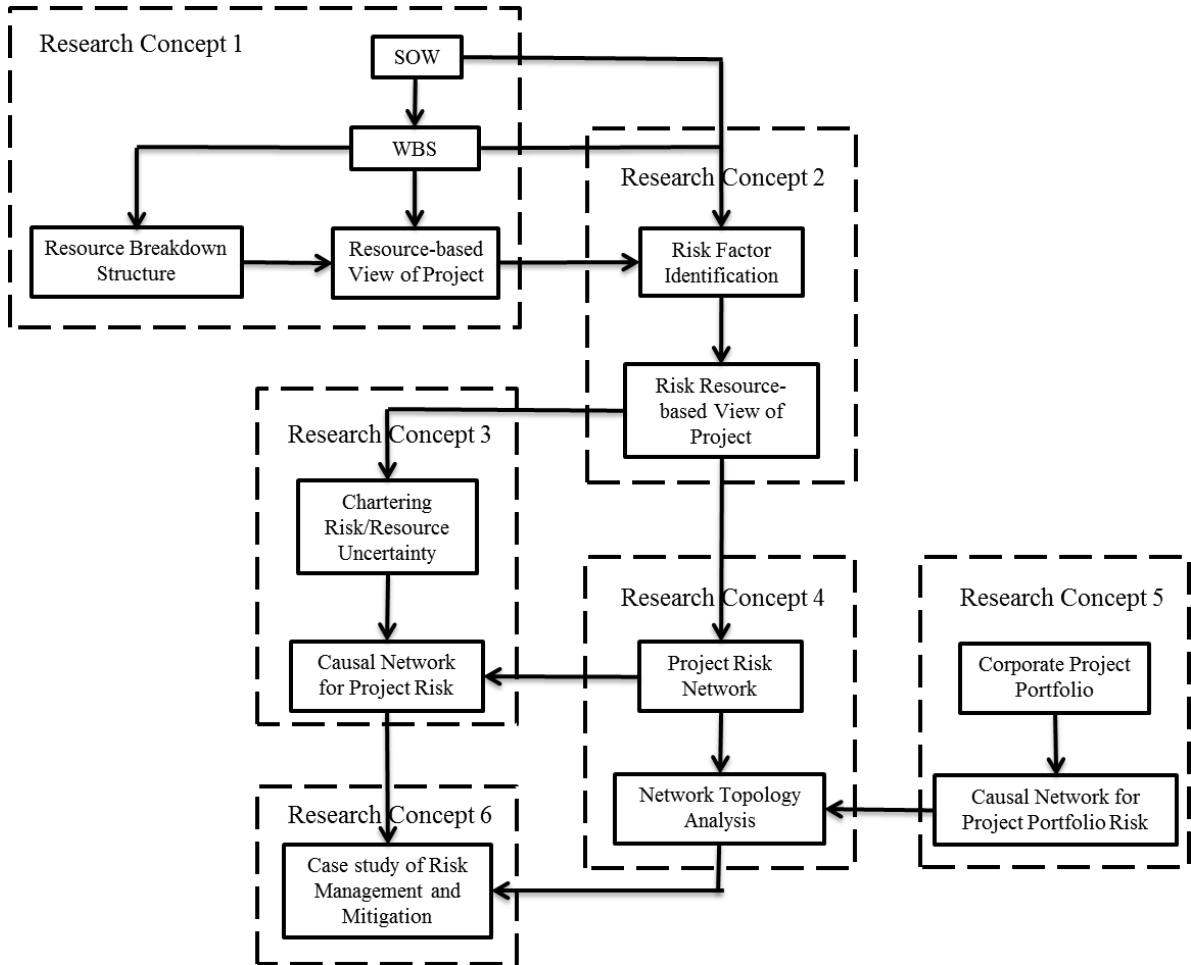 Research Concept 1
SOW
WBS
Resource Breakdown
Structure
Resource-based
View of Project
Research Concept 2
Risk Factor
Identification
Risk Resource-
based View of
Project
Research Concept 3
Chartering
Risk/Resource
Uncertainty
Causal Network
for Project Risk
Research Concept 4
Project Risk
Network
Network Topology
Analysis
Research Concept 5
Corporate Project
Portfolio
Causal Network for
Project Portfolio Risk
Research Concept 6
Case study of Risk
Management and
Mitigation